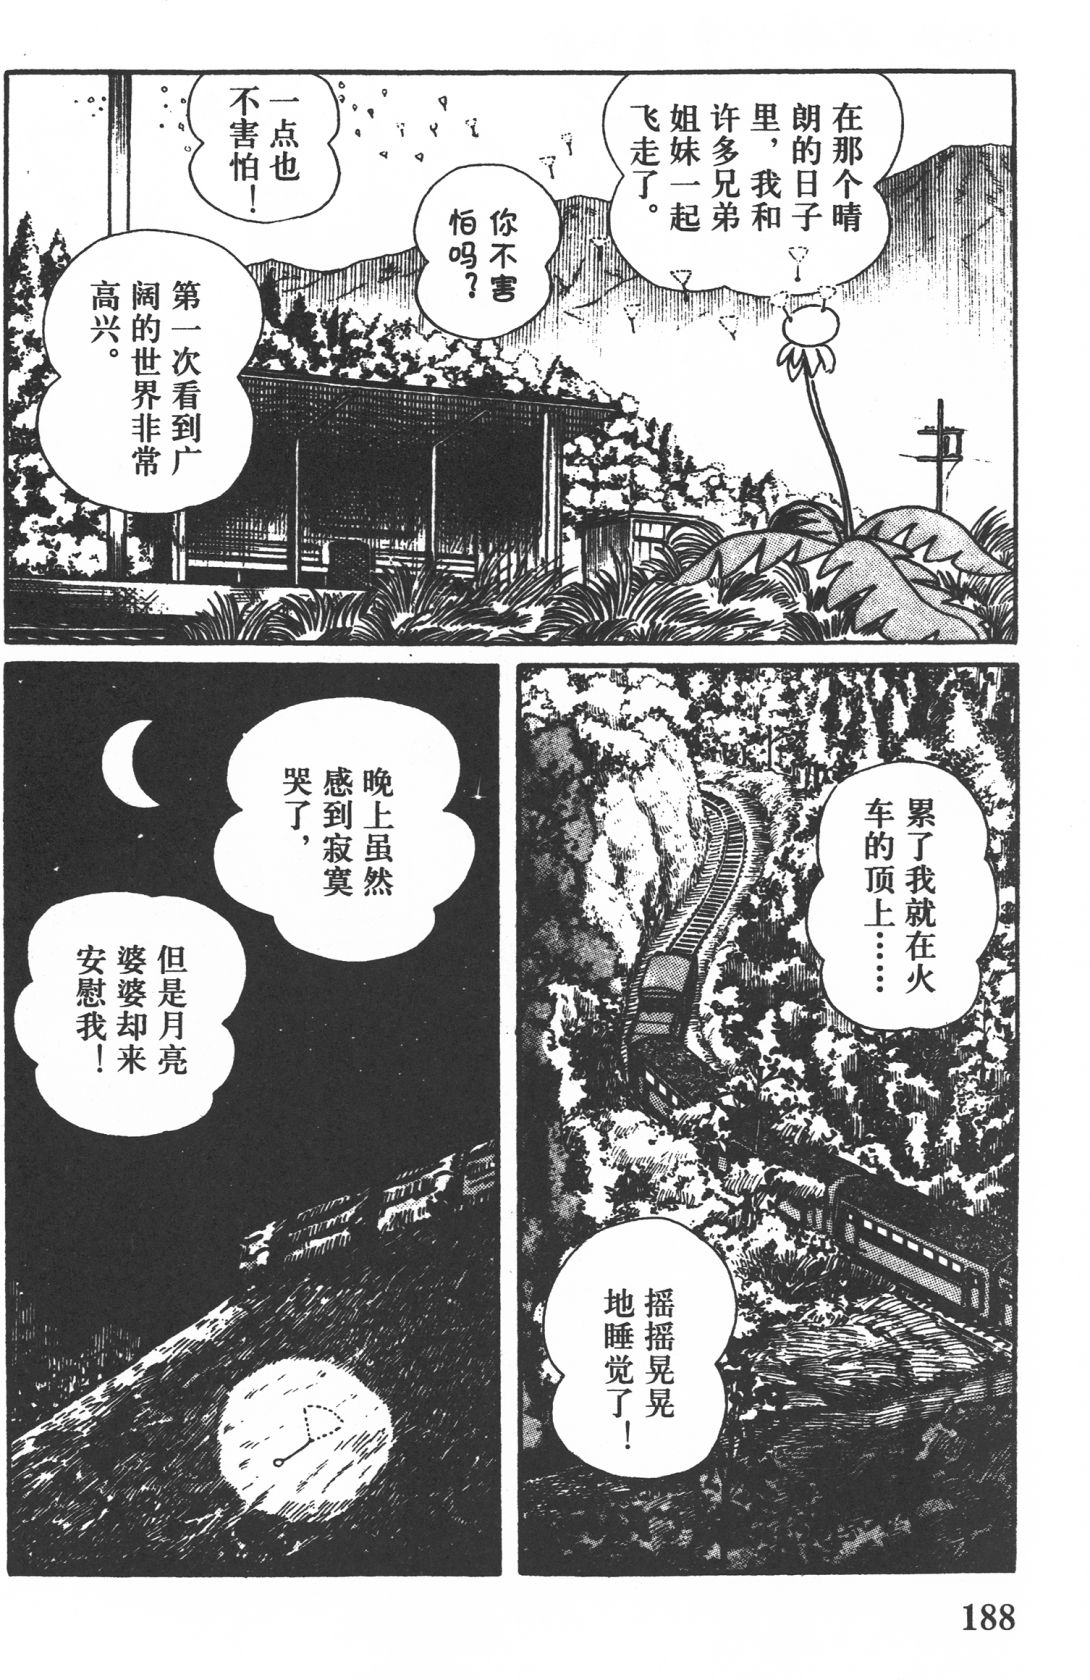 在那个晴
朗的日子
里，我和
许多兄弟
姐妹一起
飞走了。
你不害
怕吗？
一点也
不害怕！
第一次看到广
阔的世界非常
高兴。
累了我就在火
车的顶上……
摇摇晃晃
地睡觉了！
晚上虽然
感到寂寞
哭了，
但是月亮
婆婆却来
安慰我！
188